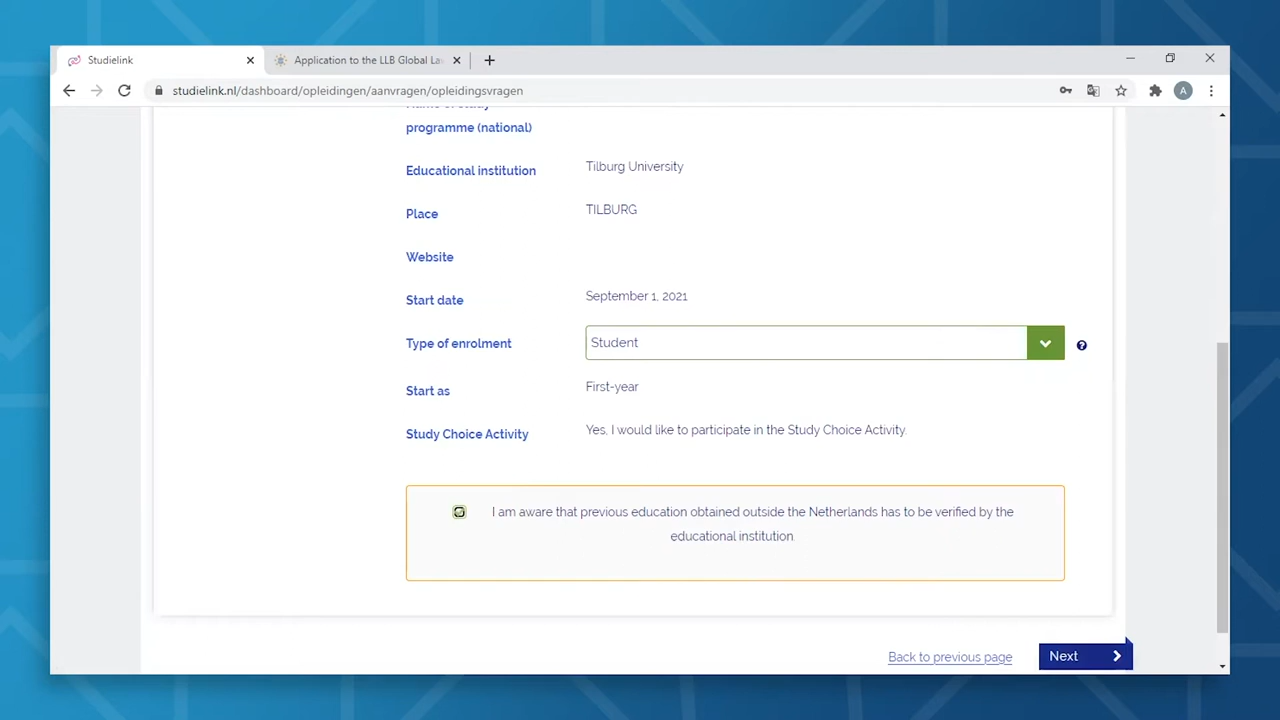 Studielink
Application to the LLB Global La
studielink.nl/dashboard/opleidingen/aanvragen/opleidingsvragen
A
Name of study
programme (national)
Educational institution Tilburg University
Place TILBURG
Website
Start date September 1, 2021
Type of enrolment Student
Start as First-year
Study Choice Activity Yes, I would like to participate in the Study Choice Activity.
I am aware that previous education obtained outside the Netherlands has to be verified by the
educational institution
Back to previous page Next